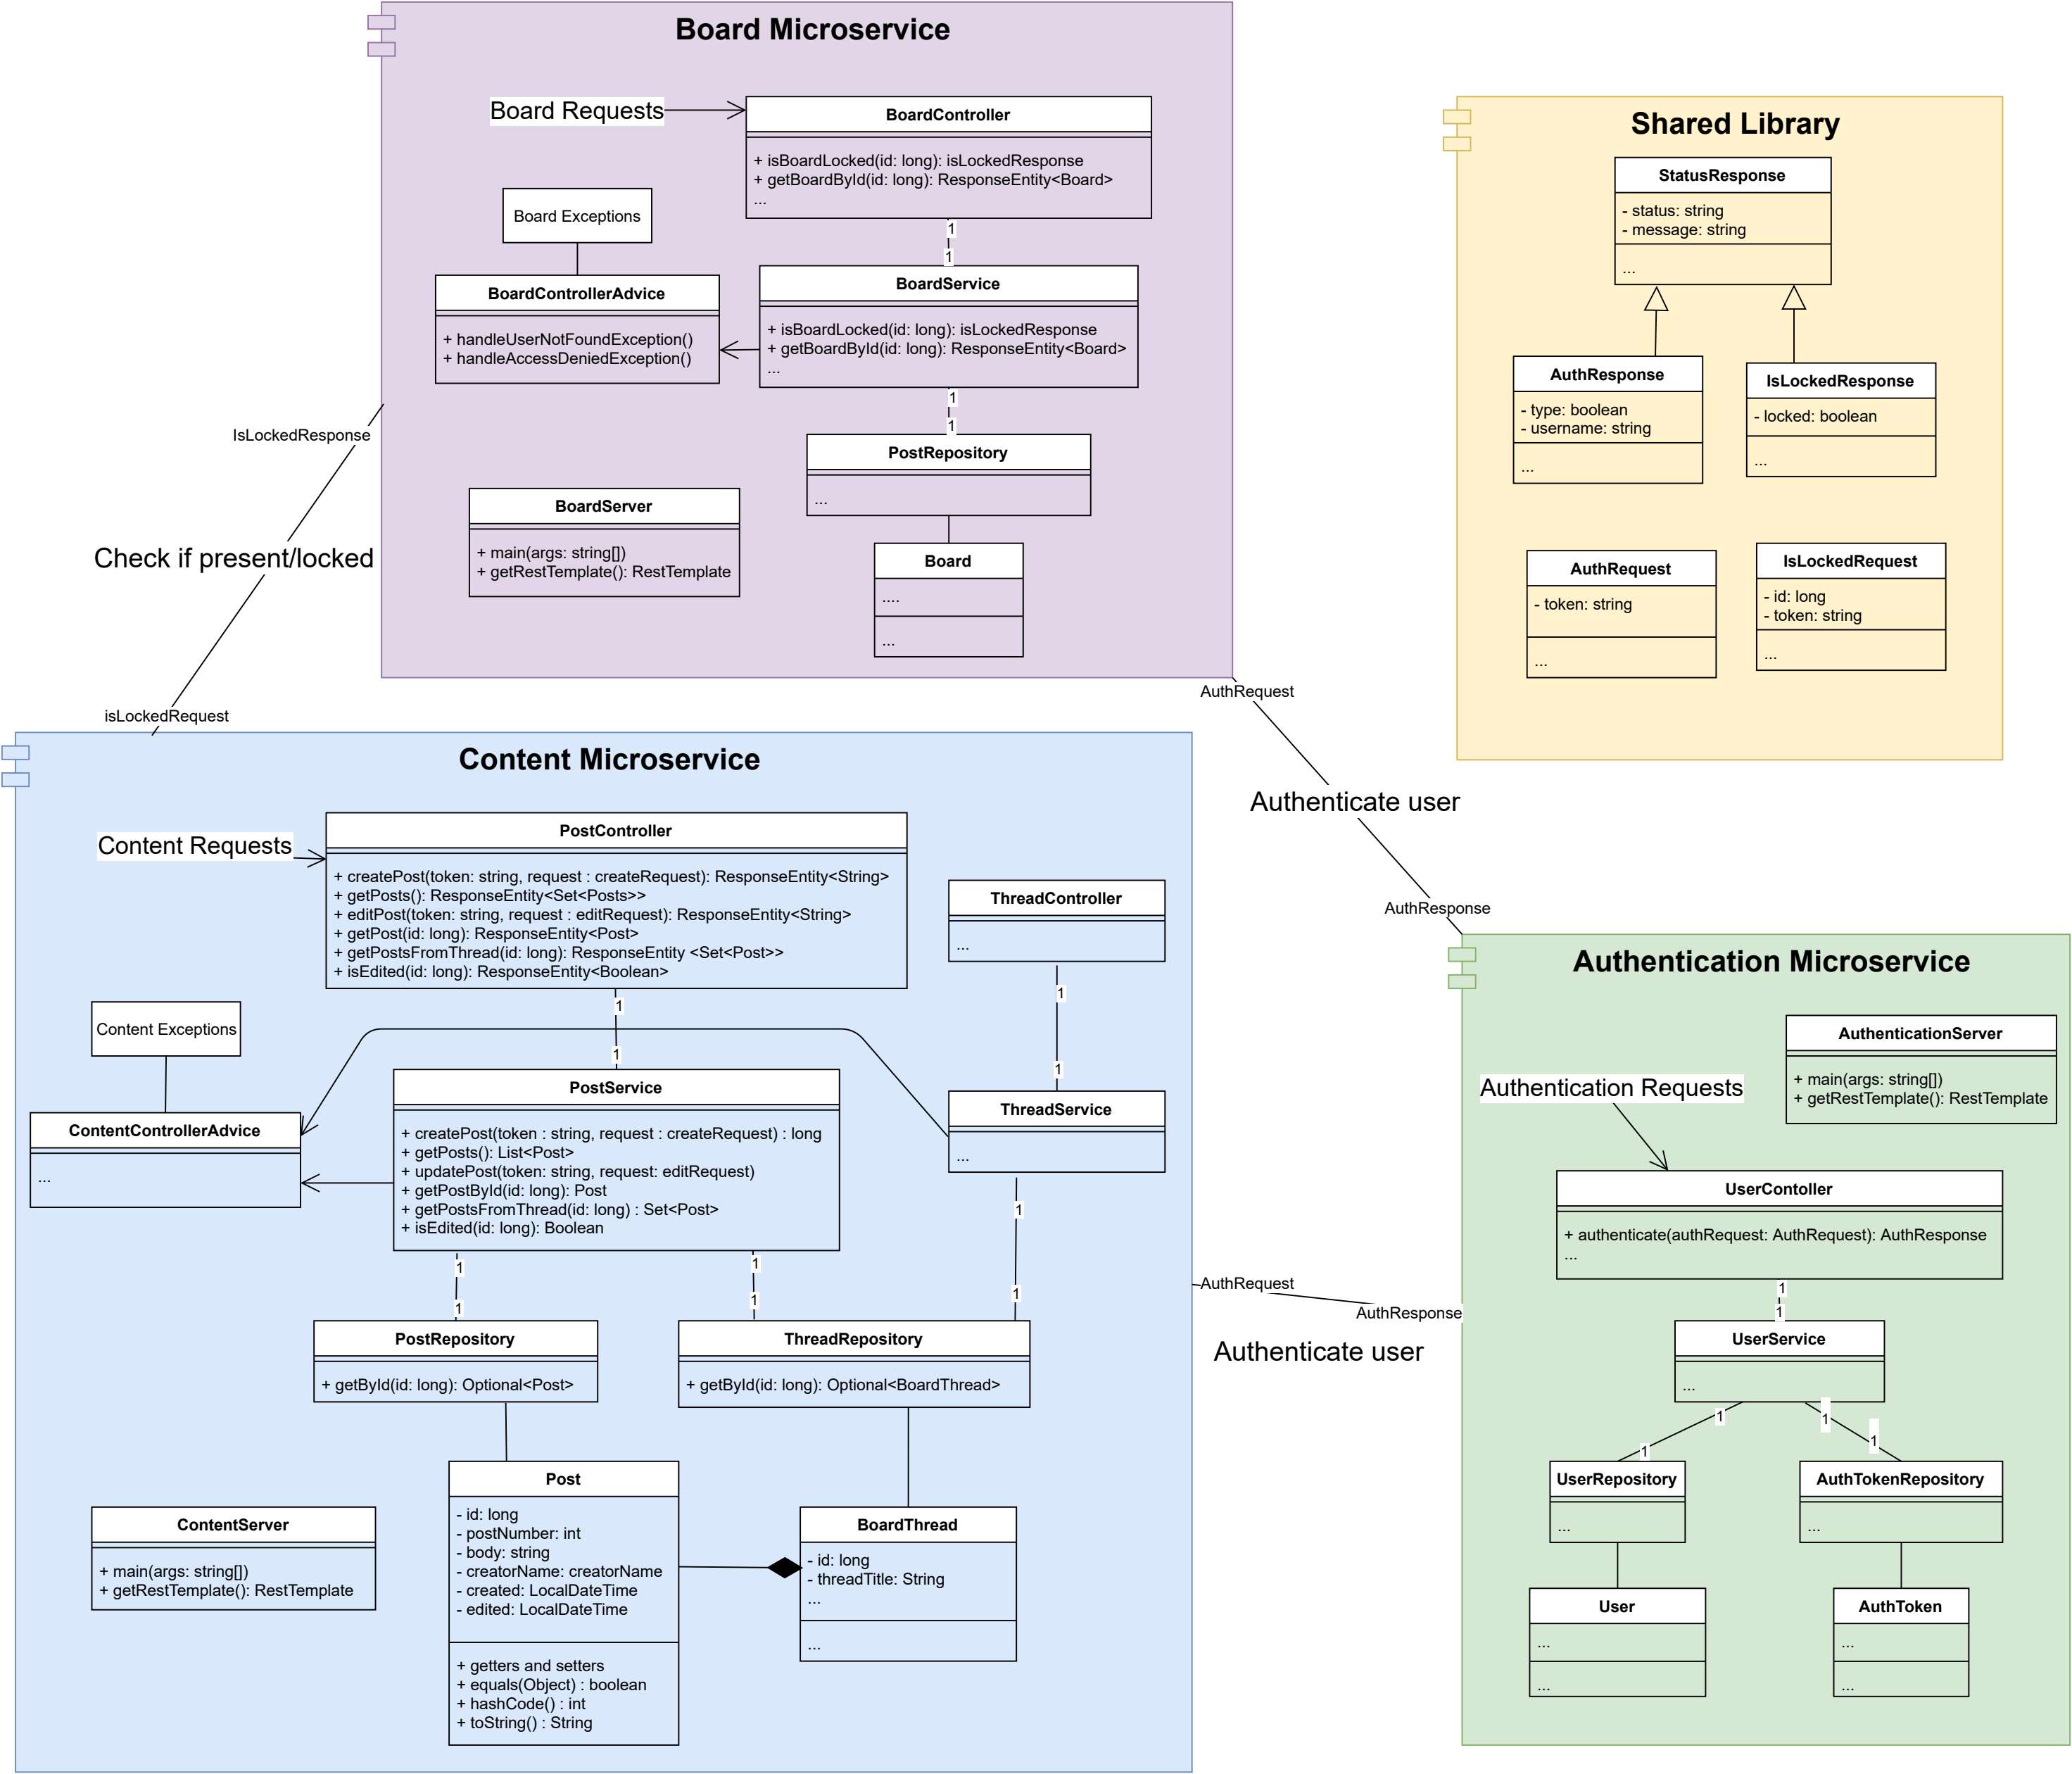 Board Microservice
Board Requests
BoardController
+ isBoardLocked(id: long): isLockedResponse
+ getBoardById(id: long): ResponseEntity<Board>
...
1
1
Board Exceptions
BoardControllerAdvice
+ handleUserNotFoundException()
+ handleAccessDeniedException()
BoardService
+ isBoardLocked(id: long): isLockedResponse
+ getBoardById(id: long): ResponseEntity<Board>
...
1
1
PostRepository
...
BoardServer
+ main(args: string[])
+ getRestTemplate(): RestTemplate
Board
....
...
Shared Library
StatusResponse
- status: string
- message: string
...
AuthResponse
- type: boolean
- username: string
...
IsLockedResponse
- locked: boolean
...
AuthRequest
- token: string
...
IsLockedRequest
- id: long
- token: string
...
IsLockedResponse
Check if present/locked
isLockedRequest
AuthRequest
Authenticate user
AuthResponse
Content Microservice
Content Requests
PostController
+ createPost(token: string, request : createRequest): ResponseEntity<String>
+ getPosts(): ResponseEntity<Set<Posts>>
+ editPost(token: string, request : editRequest): ResponseEntity<String>
+ getPost(id: long): ResponseEntity<Post>
+ getPostsFromThread(id: long): ResponseEntity <Set<Post>>
+ isEdited(id: long): ResponseEntity<Boolean>
1
1
ThreadController
...
1
1
Content Exceptions
ContentControllerAdvice
...
PostService
+ createPost(token : string, request : createRequest) : long
+ getPosts(): List<Post>
+ updatePost(token: string, request: editRequest)
+ getPostById(id: long): Post
+ getPostsFromThread(id: long) : Set<Post>
+ isEdited(id: long): Boolean
ThreadService
...
1
1
1
1
1
1
PostRepository
+ getById(id: long): Optional<Post>
ThreadRepository
+ getById(id: long): Optional<BoardThread>
ContentServer
+ main(args: string[])
+ getRestTemplate(): RestTemplate
Post
- id: long
- postNumber: int
- body: string
- creatorName: creatorName
- created: LocalDateTime
- edited: LocalDateTime
+ getters and setters
+ equals(Object) : boolean
+ hashCode() : int
+ toString() : String
BoardThread
- id: long
- threadTitle: String
...
...
AuthRequest
AuthResponse
Authenticate user
Authentication Microservice
AuthenticationServer
+ main(args: string[])
+ getRestTemplate(): RestTemplate
Authentication Requests
UserContoller
+ authenticate(authRequest: AuthRequest): AuthResponse
...
1
1
UserService
...
1
1
1
1
UserRepository
...
AuthTokenRepository
...
User
...
...
AuthToken
...
...